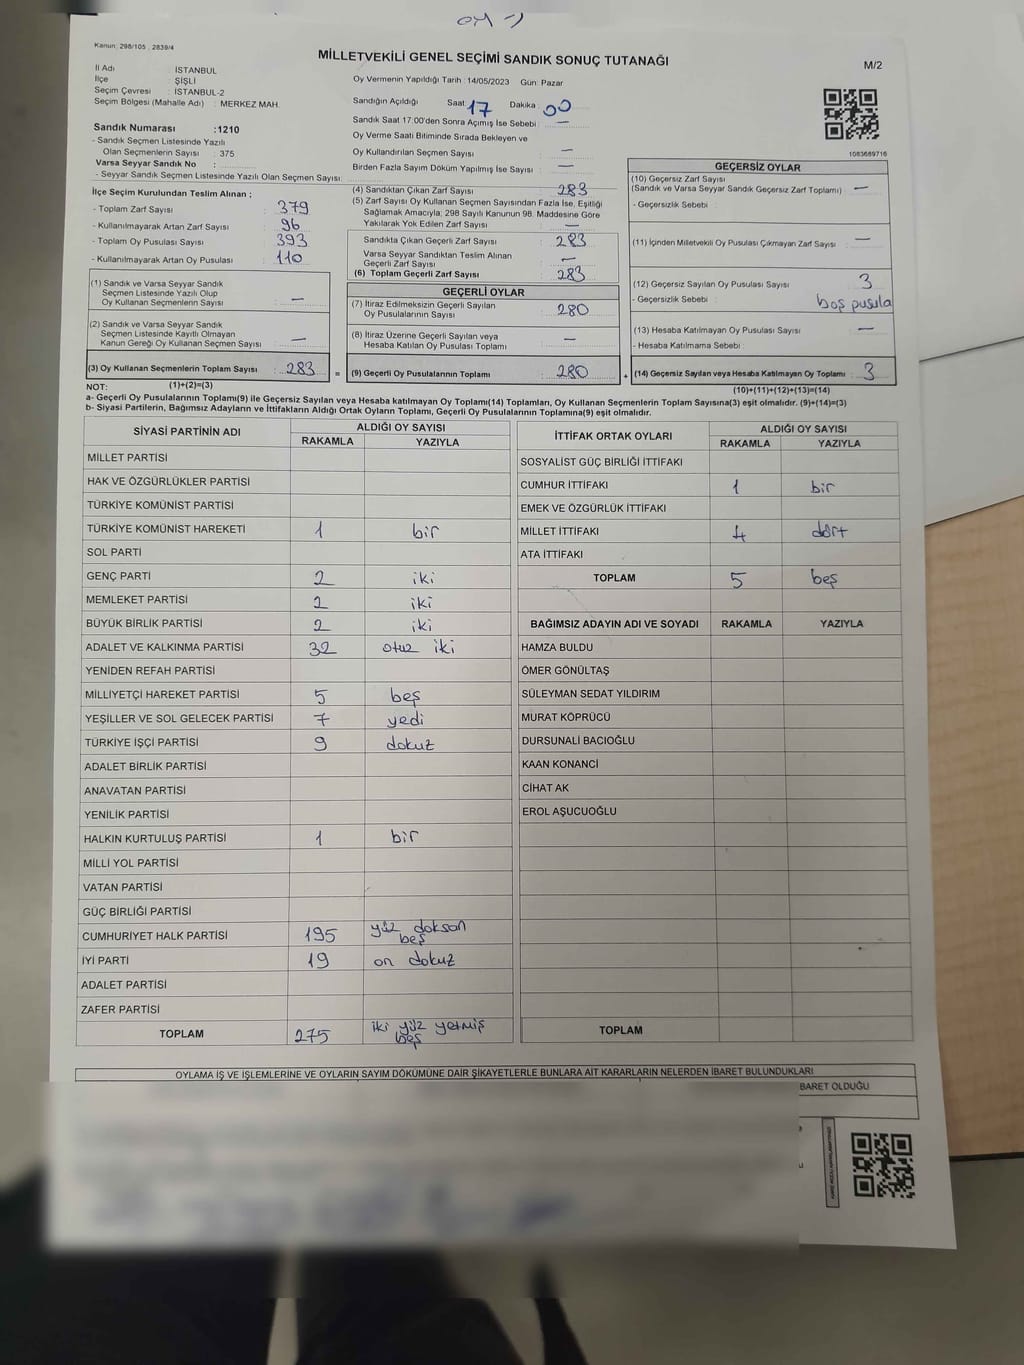 Kanun: 298/105 , 2839/4
MİLLETVEKİLİ GENEL SEÇİMİ SANDIK SONUÇ TUTANAĞI
M/2
İl Adı : İSTANBUL
İlçe : ŞİŞLİ
Seçim Çevresi : İSTANBUL-2
Seçim Bölgesi (Mahalle Adı) : MERKEZ MAH.
Sandık Numarası :1210
- Sandık Seçmen Listesinde Yazılı
Olan Seçmenlerin Sayısı : 375
Varsa Seyyar Sandık No :
- Seyyar Sandık Seçmen Listesinde Yazılı Olan Seçmen Sayısı:
Oy Vermenin Yapıldığı Tarih : 14/05/2023 Gün: Pazar
Sandığın Açıldığı Saat: 17 Dakika : 00
Sandık Saat 17:00'den Sonra Açılmış İse Sebebi : —
Oy Verme Saati Bitiminde Sırada Bekleyen ve
Oy Kullandırılan Seçmen Sayısı : —
Birden Fazla Sayım Döküm Yapılmış İse Sayısı : —
1083689716
İlçe Seçim Kurulundan Teslim Alınan ;
- Toplam Zarf Sayısı : 379
- Kullanılmayarak Artan Zarf Sayısı : 96
- Toplam Oy Pusulası Sayısı : 393
- Kullanılmayarak Artan Oy Pusulası : 110
(1) Sandık ve Varsa Seyyar Sandık
Seçmen Listesinde Yazılı Olup
Oy Kullanan Seçmenlerin Sayısı : —
(2) Sandık ve Varsa Seyyar Sandık
Seçmen Listesinde Kayıtlı Olmayan
Kanun Gereği Oy Kullanan Seçmen Sayısı : —
(3) Oy Kullanan Seçmenlerin Toplam Sayısı : 283 =
(4) Sandıktan Çıkan Zarf Sayısı : 283
(5) Zarf Sayısı Oy Kullanan Seçmen Sayısından Fazla İse, Eşitliği
Sağlamak Amacıyla; 298 Sayılı Kanunun 98. Maddesine Göre
Yakılarak Yok Edilen Zarf Sayısı : —
Sandıkta Çıkan Geçerli Zarf Sayısı : 283
Varsa Seyyar Sandıktan Teslim Alınan
Geçerli Zarf Sayısı : —
(6) Toplam Geçerli Zarf Sayısı : 283
GEÇERLİ OYLAR
(7) İtiraz Edilmeksizin Geçerli Sayılan
Oy Pusulalarının Sayısı : 280
(8) İtiraz Üzerine Geçerli Sayılan veya
Hesaba Katılan Oy Pusulası Toplamı : —
(9) Geçerli Oy Pusulalarının Toplamı : 280 +
GEÇERSİZ OYLAR
(10) Geçersiz Zarf Sayısı
(Sandık ve Varsa Seyyar Sandık Geçersiz Zarf Toplamı) : —
- Geçersizlik Sebebi :
(11) İçinden Milletvekili Oy Pusulası Çıkmayan Zarf Sayısı : —
(12) Geçersiz Sayılan Oy Pusulası Sayısı : 3
- Geçersizlik Sebebi : boş pusula
(13) Hesaba Katılmayan Oy Pusulası Sayısı : —
- Hesaba Katılmama Sebebi :
(14) Geçersiz Sayılan veya Hesaba Katılmayan Oy Toplamı : 3
NOT: (1)+(2)=(3)
(10)+(11)+(12)+(13)=(14)
a- Geçerli Oy Pusulalarının Toplamı(9) ile Geçersiz Sayılan veya Hesaba katılmayan Oy Toplamı(14) Toplamları, Oy Kullanan Seçmenlerin Toplam Sayısına(3) eşit olmalıdır. (9)+(14)=(3)
b- Siyasi Partilerin, Bağımsız Adayların ve İttifakların Aldığı Ortak Oyların Toplamı, Geçerli Oy Pusulalarının Toplamına(9) eşit olmalıdır.
SİYASİ PARTİNİN ADI ALDIĞI OY SAYISI
RAKAMLA YAZIYLA
MİLLET PARTİSİ
HAK VE ÖZGÜRLÜKLER PARTİSİ
TÜRKİYE KOMÜNİST PARTİSİ
TÜRKİYE KOMÜNİST HAREKETİ 1 bir
SOL PARTİ
GENÇ PARTİ 2 iki
MEMLEKET PARTİSİ 2 iki
BÜYÜK BİRLİK PARTİSİ 2 iki
ADALET VE KALKINMA PARTİSİ 32 otuz iki
YENİDEN REFAH PARTİSİ
MİLLİYETÇİ HAREKET PARTİSİ 5 beş
YEŞİLLER VE SOL GELECEK PARTİSİ 7 yedi
TÜRKİYE İŞÇİ PARTİSİ 9 dokuz
ADALET BİRLİK PARTİSİ
ANAVATAN PARTİSİ
YENİLİK PARTİSİ
HALKIN KURTULUŞ PARTİSİ 1 bir
MİLLİ YOL PARTİSİ
VATAN PARTİSİ
GÜÇ BİRLİĞİ PARTİSİ
CUMHURİYET HALK PARTİSİ 195 yüz doksan beş
İYİ PARTİ 19 on dokuz
ADALET PARTİSİ
ZAFER PARTİSİ
TOPLAM 275 iki yüz yetmiş beş
İTTİFAK ORTAK OYLARI ALDIĞI OY SAYISI
RAKAMLA YAZIYLA
SOSYALİST GÜÇ BİRLİĞİ İTTİFAKI
CUMHUR İTTİFAKI 1 bir
EMEK VE ÖZGÜRLÜK İTTİFAKI
MİLLET İTTİFAKI 4 dört
ATA İTTİFAKI
TOPLAM 5 beş
BAĞIMSIZ ADAYIN ADI VE SOYADI RAKAMLA YAZIYLA
HAMZA BULDU
ÖMER GÖNÜLTAŞ
SÜLEYMAN SEDAT YILDIRIM
MURAT KÖPRÜCÜ
DURSUNALİ BACIOĞLU
KAAN KONANCİ
CİHAT AK
EROL AŞUCUOĞLU
TOPLAM
OYLAMA İŞ VE İŞLEMLERİNE VE OYLARIN SAYIM DÖKÜMÜNE DAİR ŞİKAYETLERLE BUNLARA AİT KARARLARIN NELERDEN İBARET BULUNDUKLARI
BARET OLDUĞU